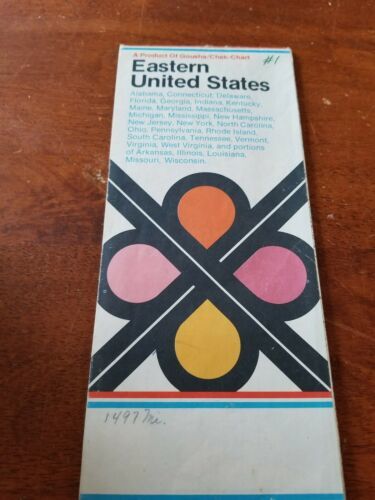 A Product Of Gousha/Chek-Chart
#1
Eastern
United States
Alabama, Connecticut, Delaware,
Florida, Georgia, Indiana, Kentucky,
Maine, Maryland, Massachusetts,
Michigan, Mississippi, New Hampshire,
New Jersey, New York, North Carolina,
Ohio, Pennsylvania, Rhode Island,
South Carolina, Tennessee, Vermont,
Virginia, West Virginia, and portions
of Arkansas, Illinois, Louisiana,
Missouri, Wisconsin.
1497 Mi.